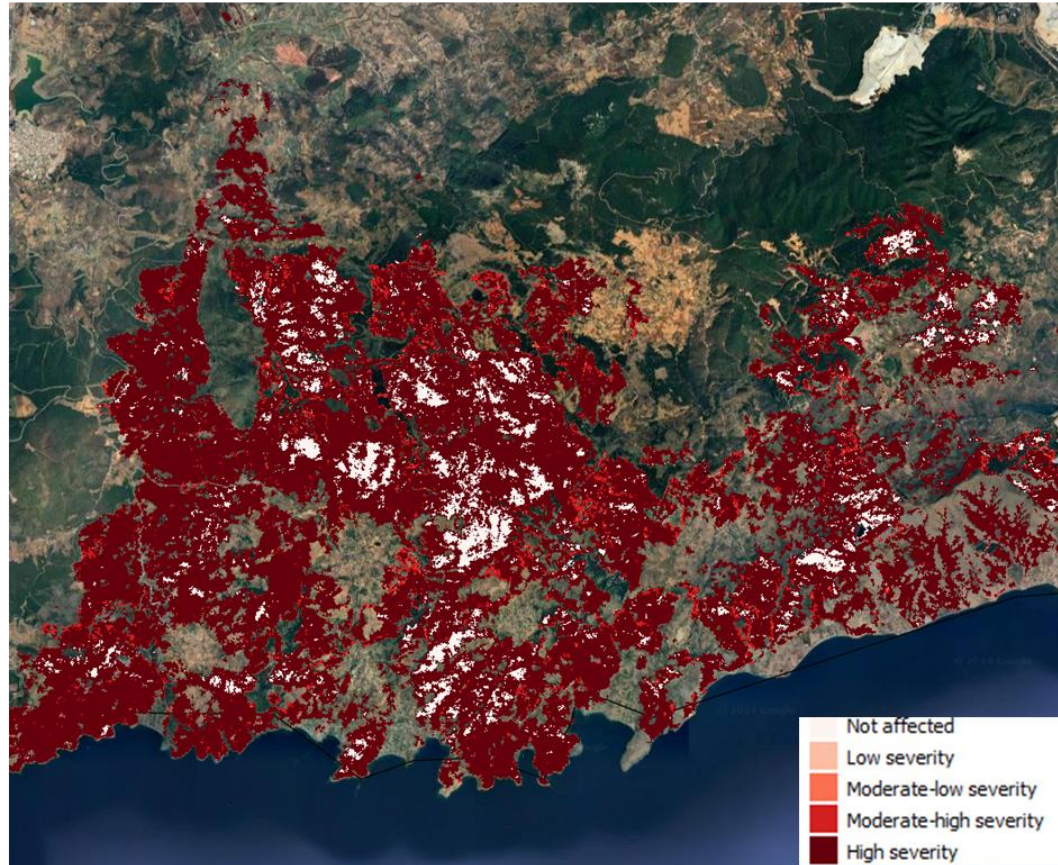 Not affected
Low severity
Moderate-low severity
Moderate-high severity
High severity